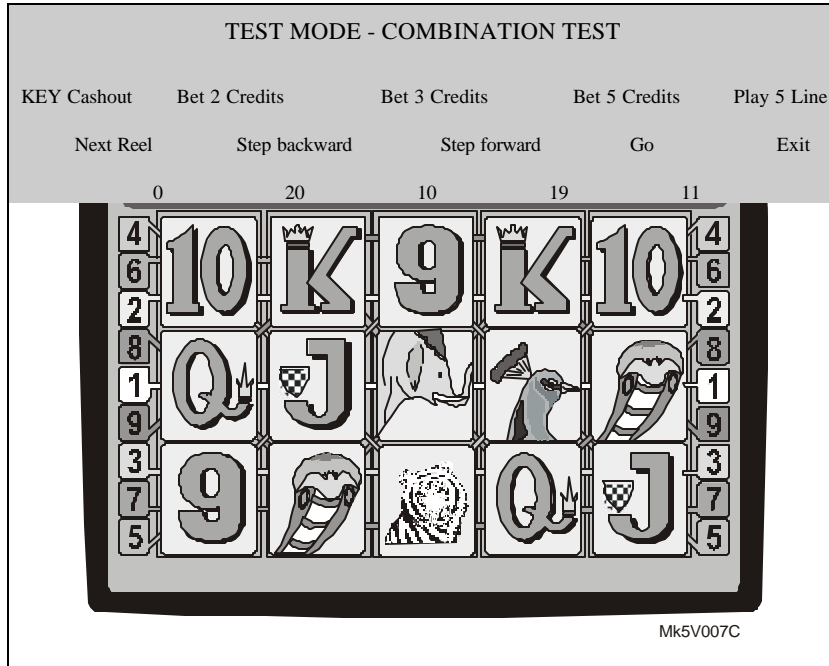 TEST MODE - COMBINATION TEST
KEY Cashout Bet 2 Credits Bet 3 Credits Bet 5 Credits Play 5 Line
Next Reel Step backward Step forward Go Exit
0 20 10 19 11
4 10 K 9 K 10 4
6 6
2 2
8 8
1 Q J 1
9 9
3 3
7 9 Q J 7
5 5
Mk5V007C